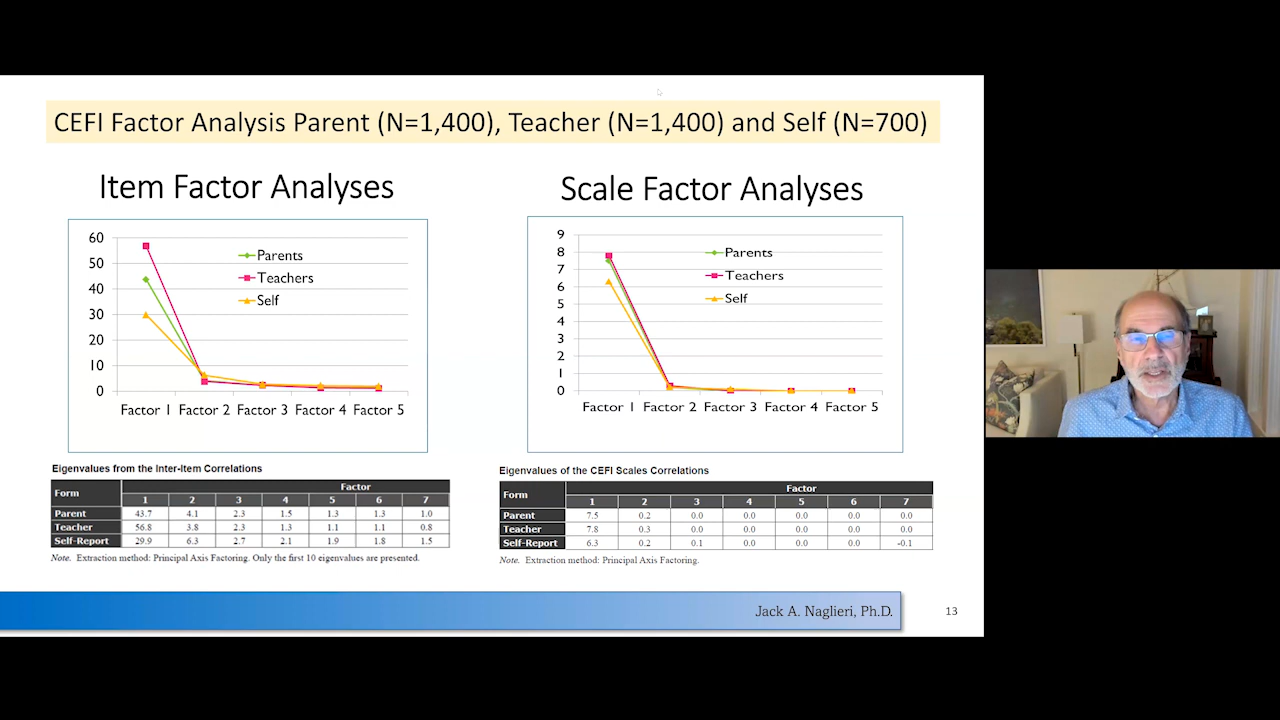 CEFI Factor Analysis Parent (N=1,400), Teacher (N=1,400) and Self (N=700)
Item Factor Analyses
60
50
40
30
20
10
0
Parents
Teachers
Self
Factor 1 Factor 2 Factor 3 Factor 4 Factor 5
Eigenvalues from the Inter-Item Correlations
Form Factor
1 2 3 4 5 6 7
Parent 43.7 4.1 2.3 1.5 1.3 1.3 1.0
Teacher 56.8 3.8 2.3 1.3 1.1 1.1 0.8
Self-Report 29.9 6.3 2.7 2.1 1.9 1.8 1.5
Note. Extraction method: Principal Axis Factoring. Only the first 10 eigenvalues are presented.
Scale Factor Analyses
9
8
7
6
5
4
3
2
1
0
Parents
Teachers
Self
Factor 1 Factor 2 Factor 3 Factor 4 Factor 5
Eigenvalues of the CEFI Scales Correlations
Form Factor
1 2 3 4 5 6 7
Parent 7.5 0.2 0.0 0.0 0.0 0.0 0.0
Teacher 7.8 0.3 0.0 0.0 0.0 0.0 0.0
Self-Report 6.3 0.2 0.1 0.0 0.0 0.0 -0.1
Note. Extraction method: Principal Axis Factoring.
Jack A. Naglieri, Ph.D.
13